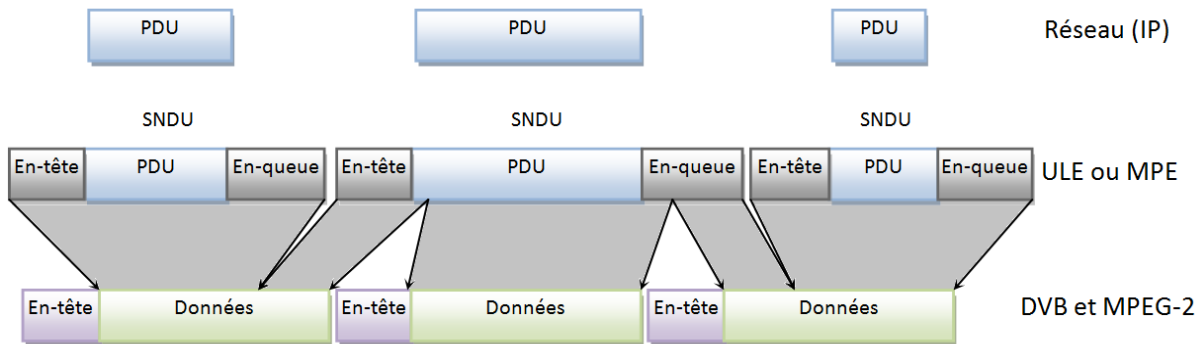 PDU PDU PDU Réseau (IP)
SNDU SNDU SNDU
En-tête PDU En-queue En-tête PDU En-queue En-tête PDU En-queue ULE ou MPE
En-tête Données En-tête Données En-tête Données DVB et MPEG-2